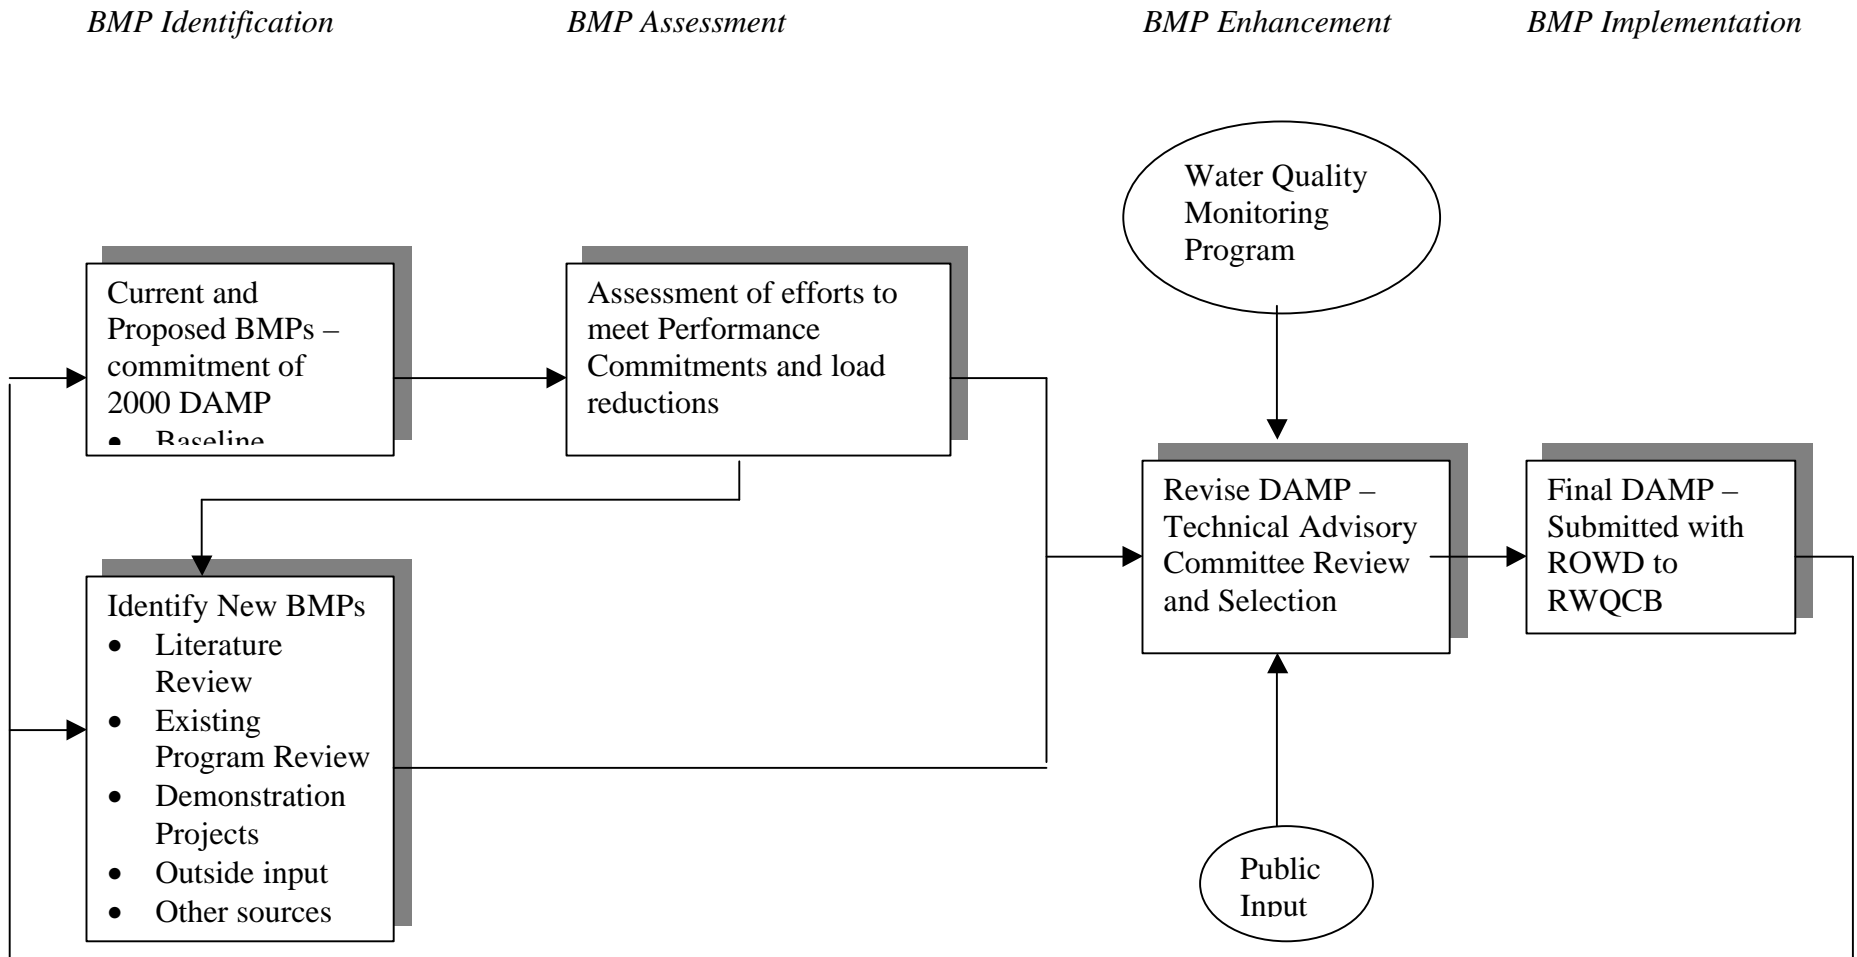 BMP Identification
BMP Assessment
BMP Enhancement
BMP Implementation
Water Quality
Monitoring
Program
Current and
Proposed BMPs –
commitment of
2000 DAMP
• Baseline
Assessment of efforts to
meet Performance
Commitments and load
reductions
Revise DAMP –
Technical Advisory
Committee Review
and Selection
Final DAMP –
Submitted with
ROWD to
RWQCB
Identify New BMPs
• Literature
Review
• Existing
Program Review
• Demonstration
Projects
• Outside input
• Other sources
Public
Input